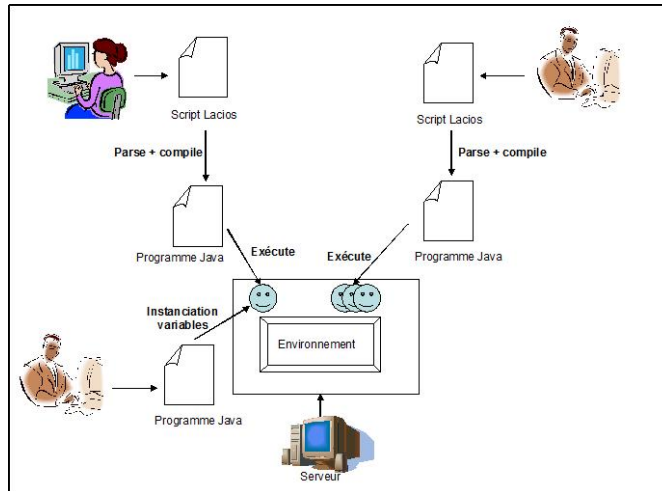 Script Lacios
Script Lacios
Parse + compile
Parse + compile
Programme Java
Programme Java
Exécute
Exécute
Instanciation
variables
Environnement
Programme Java
Serveur